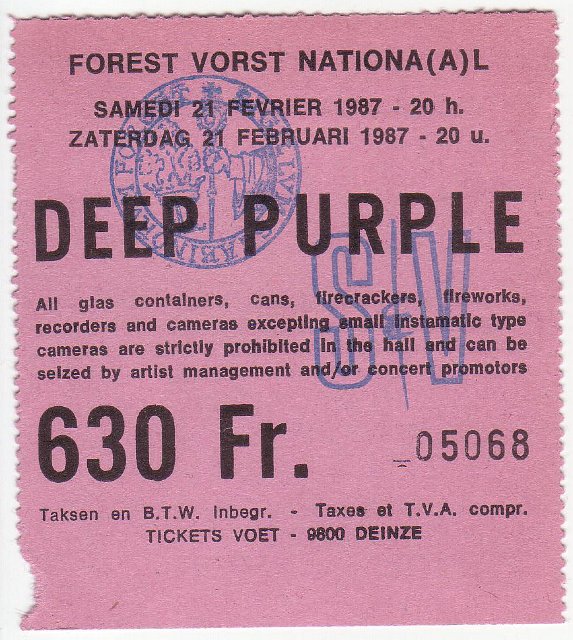 FOREST VORST NATIONA(A)L
SAMEDI 21 FEVRIER 1987 - 20 h.
ZATERDAG 21 FEBRUARI 1987 - 20 u.
DEEP PURPLE
S&V
All glas containers, cans, firecrackers, fireworks,
recorders and cameras excepting small instamatic type
cameras are strictly prohibited in the hall and can be
seized by artist management and/or concert promotors
630 Fr.
05068
Taksen en B.T.W. Inbegr. - Taxes et T.V.A. compr.
TICKETS VOET - 9800 DEINZE